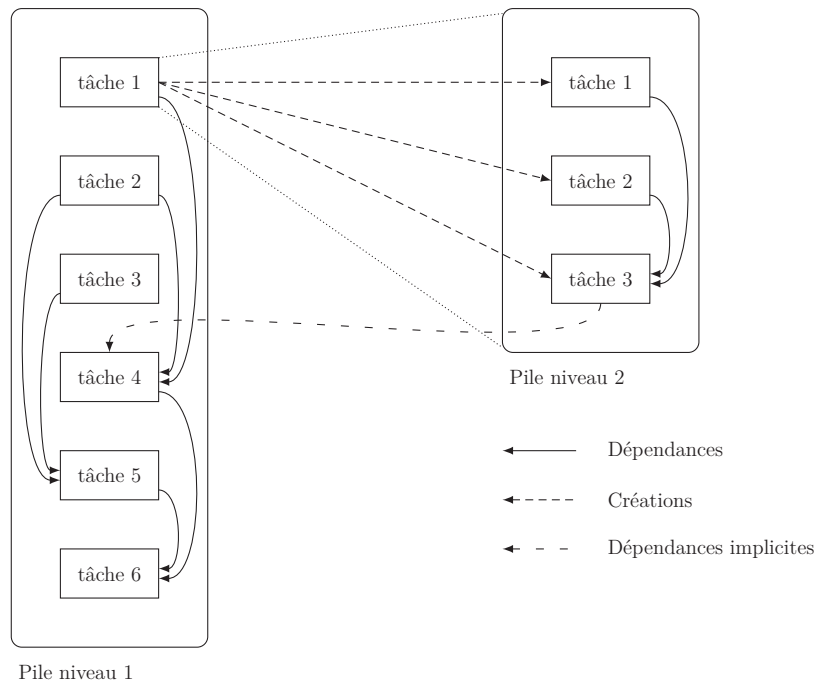 tâche 1
tâche 2
tâche 3
tâche 4
tâche 5
tâche 6
Pile niveau 1
tâche 1
tâche 2
tâche 3
Pile niveau 2
Dépendances
Créations
Dépendances implicites